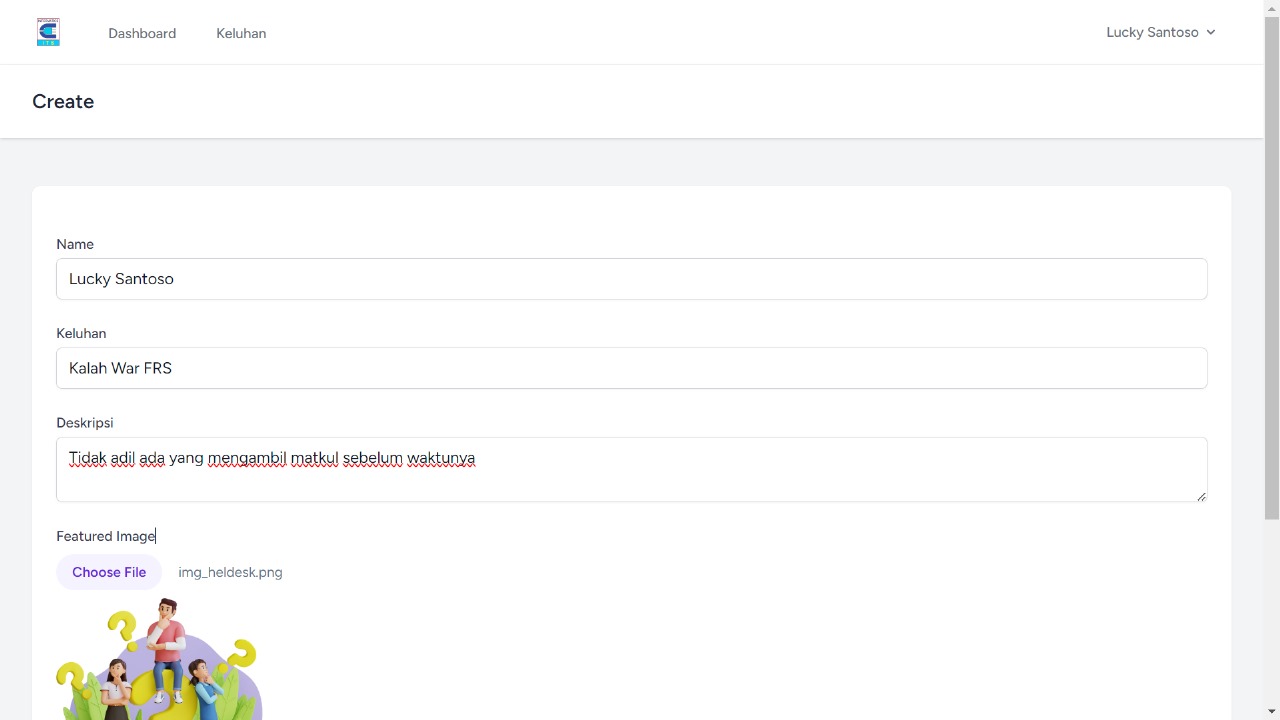 Dashboard
Keluhan
Lucky Santoso
Create
Name
Lucky Santoso
Keluhan
Kalah War FRS
Deskripsi
Tidak adil ada yang mengambil matkul sebelum waktunya
Featured Image
Choose File
img_heldesk.png